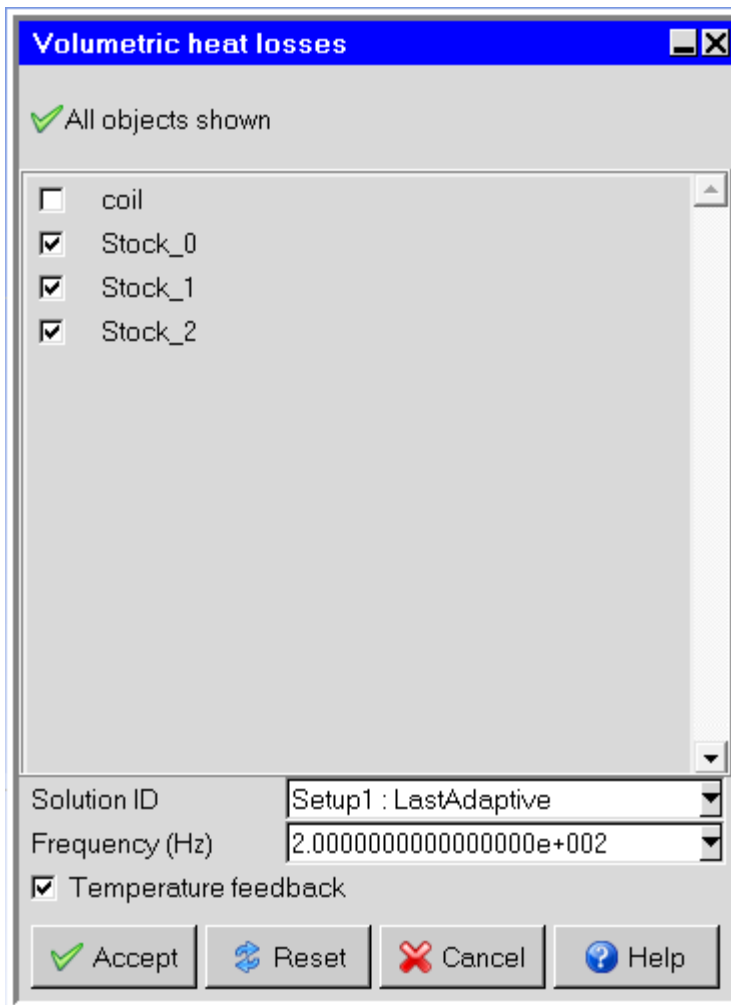 Volumetric heat losses
All objects shown
coil
Stock_0
Stock_1
Stock_2
Solution ID Setup1 : LastAdaptive
Frequency (Hz) 2.0000000000000000e+002
Temperature feedback
Accept Reset Cancel Help